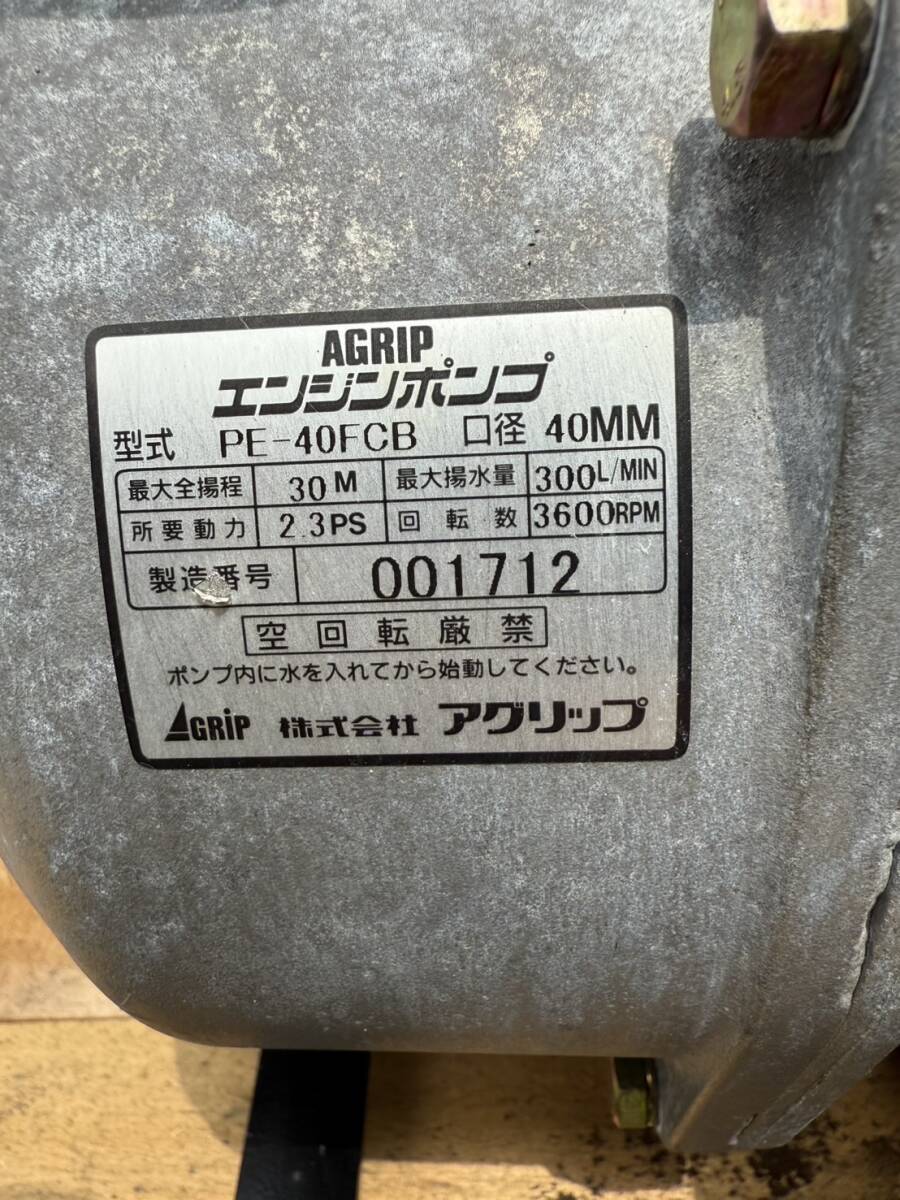 AGRIP
エンジンポンプ
型式 PE-40FCB 口径 40MM
最大全揚程 30M 最大揚水量 300L/MIN
所要動力 2.3PS 回転数 3600RPM
製造番号 001712
空回転厳禁
ポンプ内に水を入れてから始動してください。
AGRIP 株式会社 アグリップ